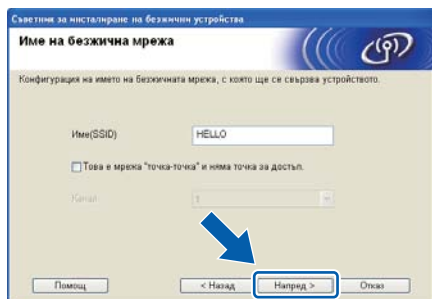 Съветник за инсталиране на безжични устройства
Име на безжична мрежа
Конфигурация на името на безжичната мрежа, с която ще се свързва устройството.
Име(SSID) HELLO
Това е мрежа "точка-точка" и няма точка за достъп.
Канал 1
Помощ < Назад Напред > Отказ